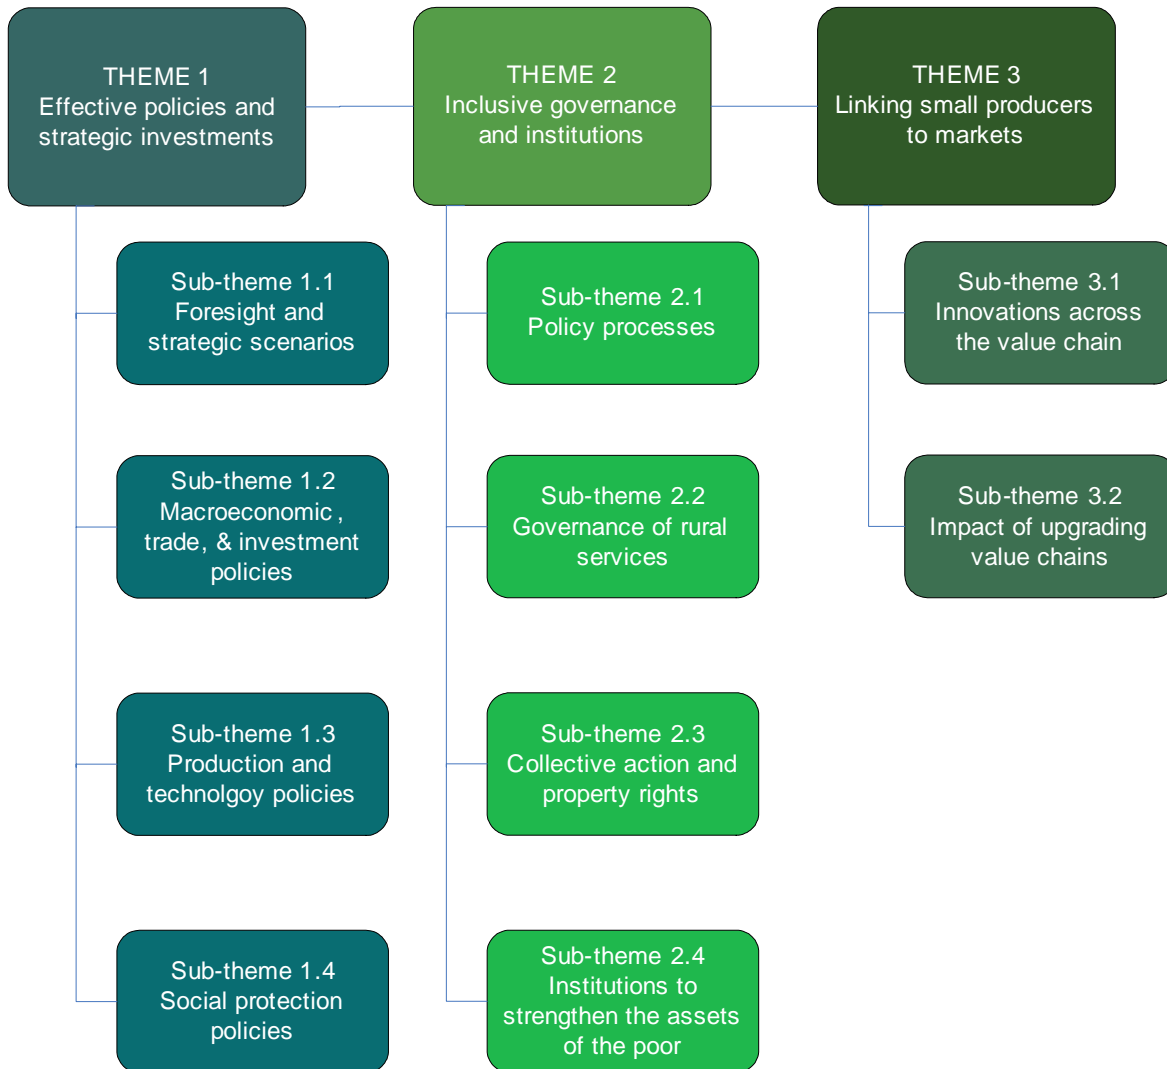 THEME 1
Effective policies and
strategic investments
THEME 2
Inclusive governance
and institutions
THEME 3
Linking small producers
to markets
Sub-theme 1.1
Foresight and
strategic scenarios
Sub-theme 2.1
Policy processes
Sub-theme 3.1
Innovations across
the value chain
Sub-theme 1.2
Macroeconomic,
trade, & investment
policies
Sub-theme 2.2
Governance of rural
services
Sub-theme 3.2
Impact of upgrading
value chains
Sub-theme 1.3
Production and
technolgoy policies
Sub-theme 2.3
Collective action and
property rights
Sub-theme 1.4
Social protection
policies
Sub-theme 2.4
Institutions to
strengthen the assets
of the poor